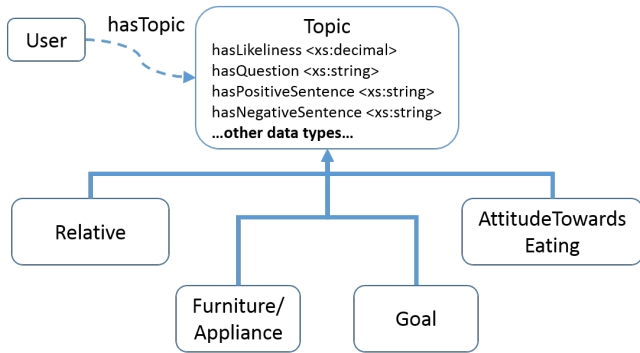 hasTopic
User
Topic
hasLikeliness <xs:decimal>
hasQuestion <xs:string>
hasPositiveSentence <xs:string>
hasNegativeSentence <xs:string>
...other data types...
Relative
AttitudeTowards
Eating
Furniture/
Appliance
Goal